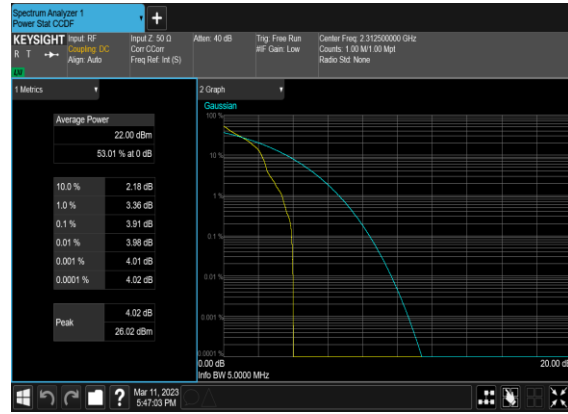 Spectrum Analyzer 1
Power Stat CCDF
KEYSIGHT
R T
LXI
Input: RF
Coupling: DC
Align: Auto
Input Z: 50 Ω
Corr CCorr
Freq Ref: Int (S)
Atten: 40 dB
Trig: Free Run
#IF Gain: Low
Center Freq: 2.312500000 GHz
Counts: 1.00 M/1.00 Mpt
Radio Std: None
1 Metrics
Average Power
22.00 dBm
53.01 % at 0 dB
10.0 % 2.18 dB
1.0 % 3.36 dB
0.1 % 3.91 dB
0.01 % 3.98 dB
0.001 % 4.01 dB
0.0001 % 4.02 dB
Peak 4.02 dB
26.02 dBm
2 Graph
Gaussian
100 %
10 %
1 %
0.1 %
0.01 %
0.001 %
0.0001 %
0.00 dB 20.00 dB
Info BW 5.0000 MHz
?
Mar 11, 2023
5:47:03 PM